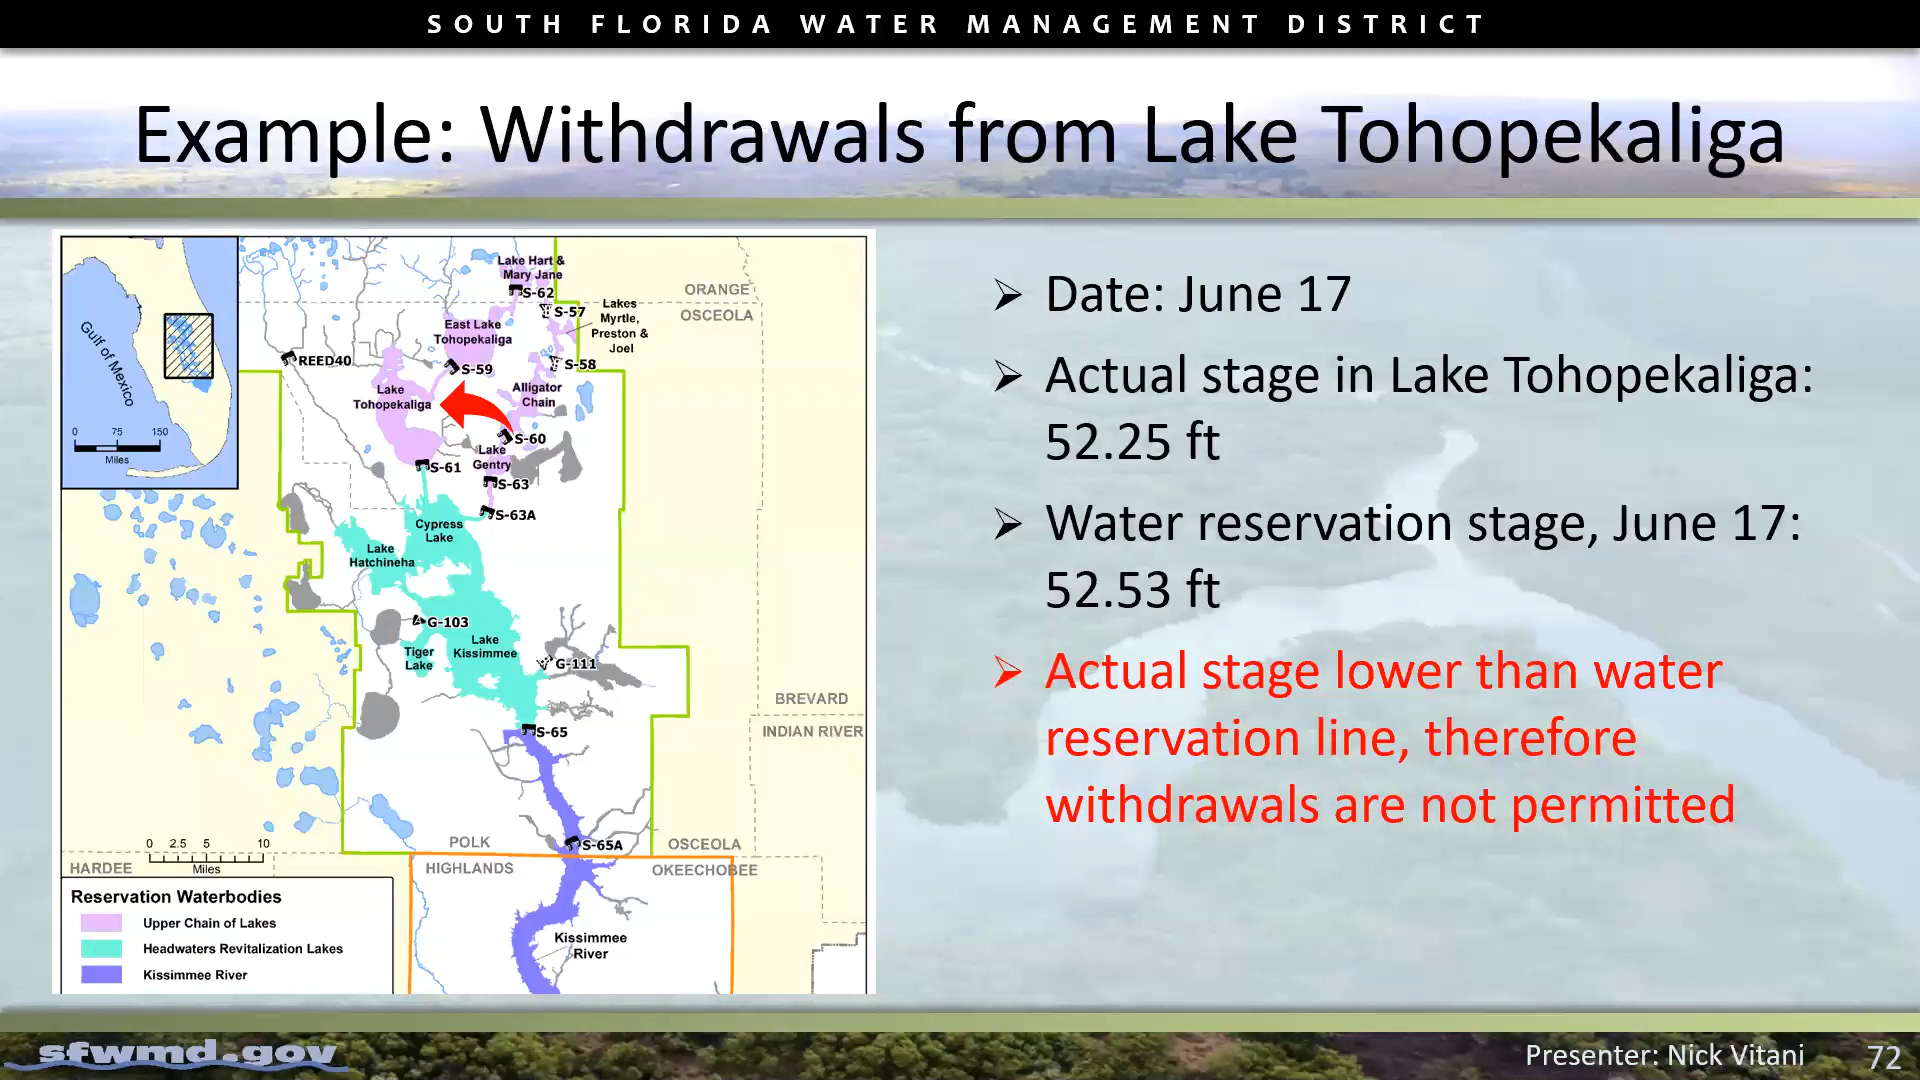 SOUTH FLORIDA WATER MANAGEMENT DISTRICT
Example: Withdrawals from Lake Tohopekaliga
Gulf of Mexico
0 75 150
Miles
Lake Hart &
Mary Jane
S-62
S-57
Lakes
Myrtle,
Preston &
Joel
ORANGE
OSCEOLA
East Lake
Tohopekaliga
REED40
S-59
S-58
Lake
Tohopekaliga
Alligator
Chain
S-60
Lake
Gentry
S-61
S-63
S-63A
Cypress
Lake
Lake
Hatchineha
G-103
Lake
Kissimmee
Tiger
Lake
G-111
BREVARD
INDIAN RIVER
S-65
S-65A
POLK
OSCEOLA
HARDEE
HIGHLANDS
OKEECHOBEE
0 2.5 5 10
Miles
Kissimmee
River
Reservation Waterbodies
Upper Chain of Lakes
Headwaters Revitalization Lakes
Kissimmee River
➢ Date: June 17
➢ Actual stage in Lake Tohopekaliga:
52.25 ft
➢ Water reservation stage, June 17:
52.53 ft
➢ Actual stage lower than water
reservation line, therefore
withdrawals are not permitted
sfwmd.gov
Presenter: Nick Vitani
72